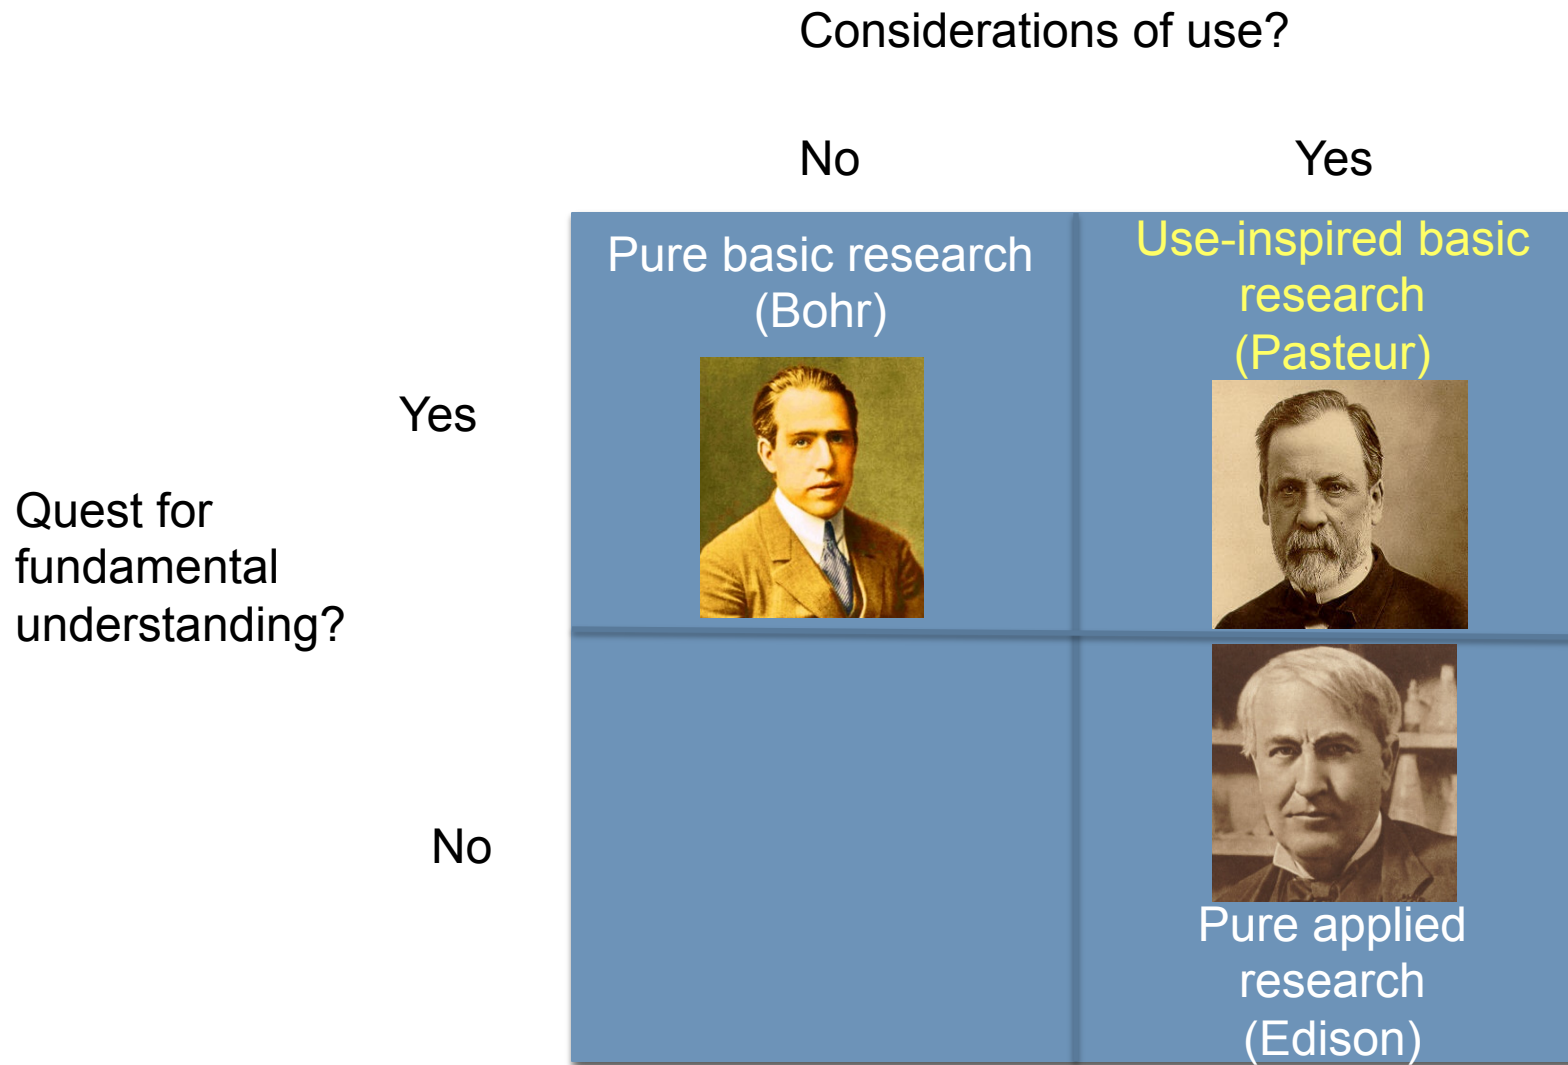 Considerations of use?
No
Yes
Pure basic research
(Bohr)
Use-inspired basic
research
(Pasteur)
Yes
Quest for
fundamental
understanding?
No
Pure applied
research
(Edison)